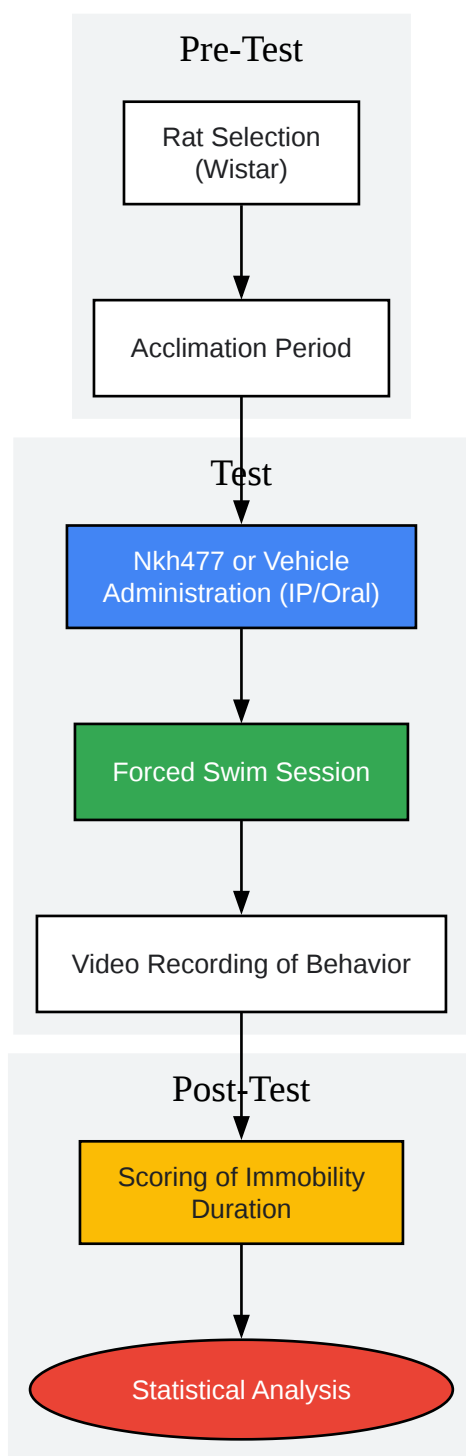 Pre-Test
Rat Selection
(Wistar)
Acclimation Period
Test
Nkh477 or Vehicle
Administration (IP/Oral)
Forced Swim Session
Video Recording of Behavior
Post-Test
Scoring of Immobility
Duration
Statistical Analysis